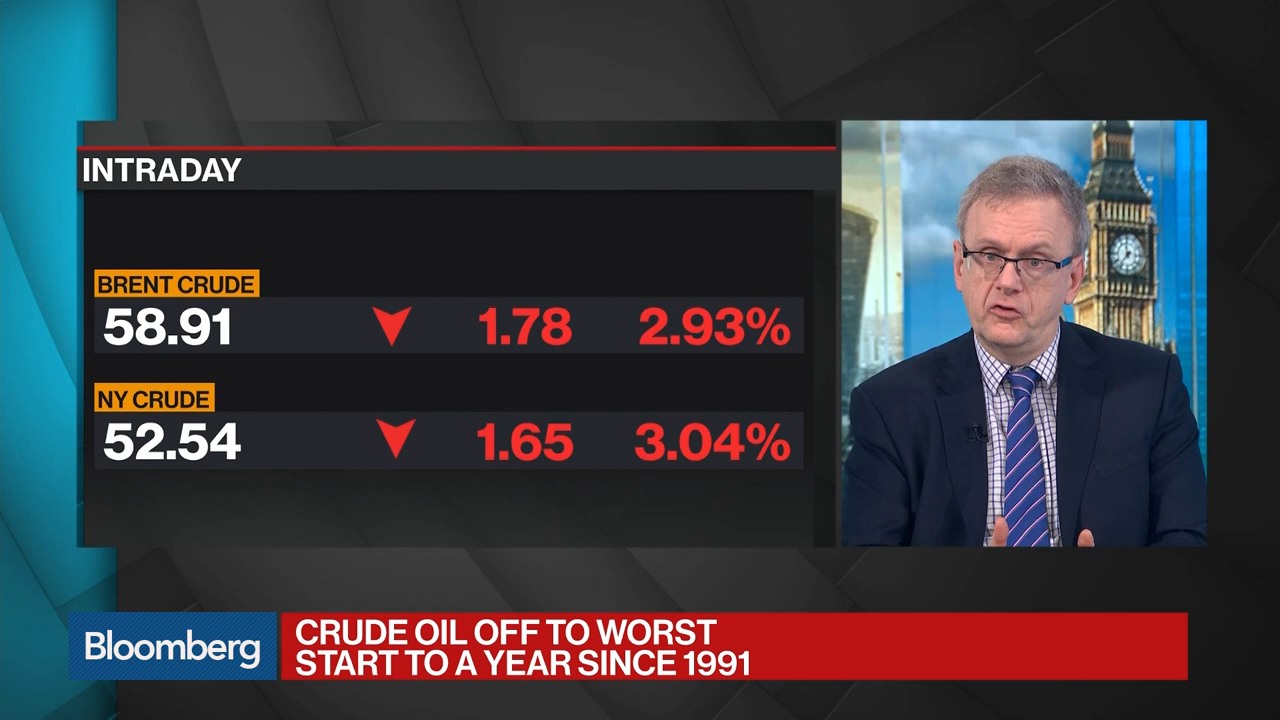 INTRADAY
BRENT CRUDE
58.91 1.78 2.93%
NY CRUDE
52.54 1.65 3.04%
Bloomberg
CRUDE OIL OFF TO WORST
START TO A YEAR SINCE 1991